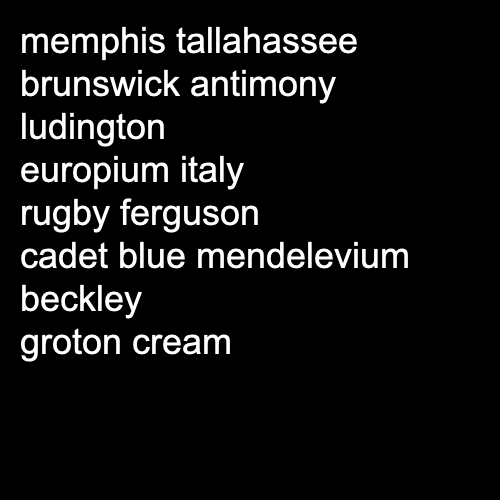 memphis tallahassee
brunswick antimony
ludington
europium italy
rugby ferguson
cadet blue mendelevium
beckley
groton cream